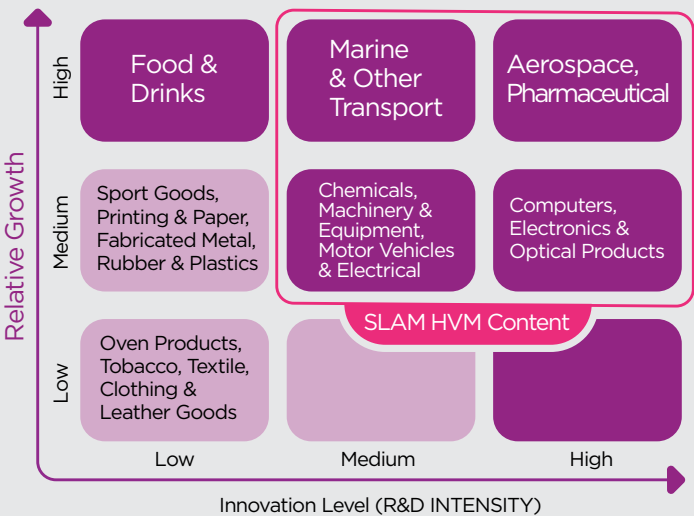 Relative Growth
High
Food &
Drinks
Marine
& Other
Transport
Aerospace,
Pharmaceutical
Medium
Sport Goods,
Printing & Paper,
Fabricated Metal,
Rubber & Plastics
Chemicals,
Machinery &
Equipment,
Motor Vehicles
& Electrical
Computers,
Electronics &
Optical Products
SLAM HVM Content
Low
Oven Products,
Tobacco, Textile,
Clothing &
Leather Goods
Low
Medium
High
Innovation Level (R&D INTENSITY)